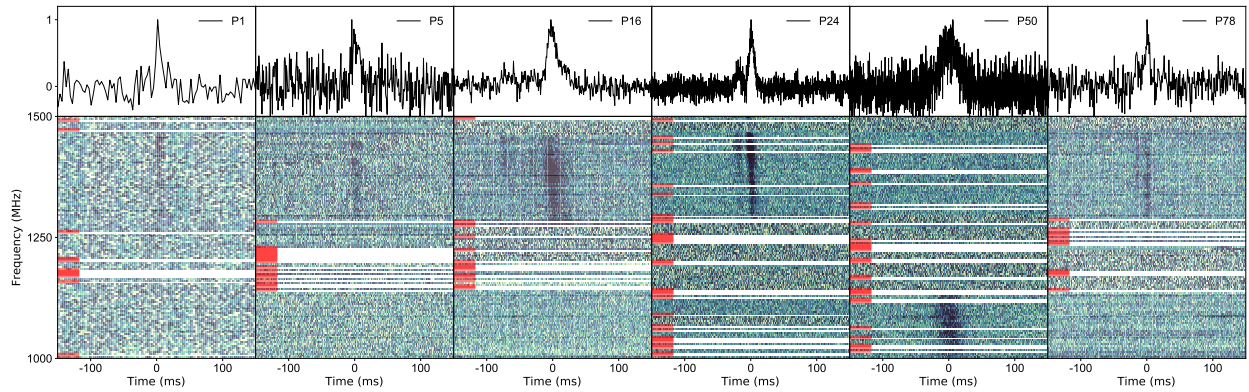 P1 P5 P16 P24 P50 P78
1
0
1500
1250
1000
Frequency (MHz)
-100 0 100 -100 0 100 -100 0 100 -100 0 100 -100 0 100 -100 0 100
Time (ms) Time (ms) Time (ms) Time (ms) Time (ms) Time (ms)